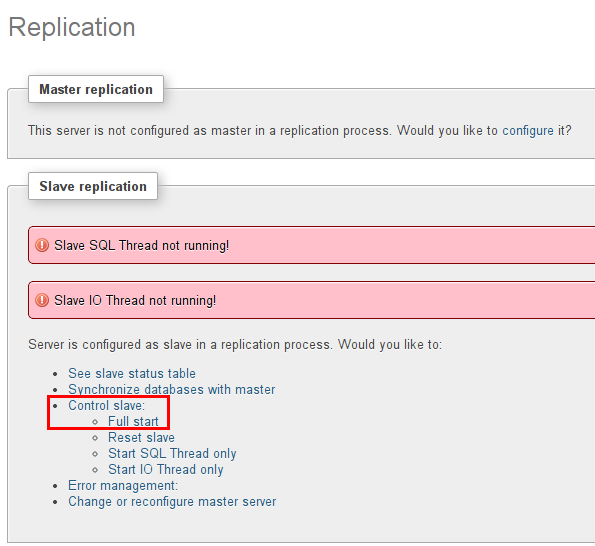 Replication
Master replication
This server is not configured as master in a replication process. Would you like to configure it?
Slave replication
Slave SQL Thread not running!
Slave IO Thread not running!
Server is configured as slave in a replication process. Would you like to:
See slave status table
Synchronize databases with master
Control slave:
Full start
Reset slave
Start SQL Thread only
Start IO Thread only
Error management:
Change or reconfigure master server